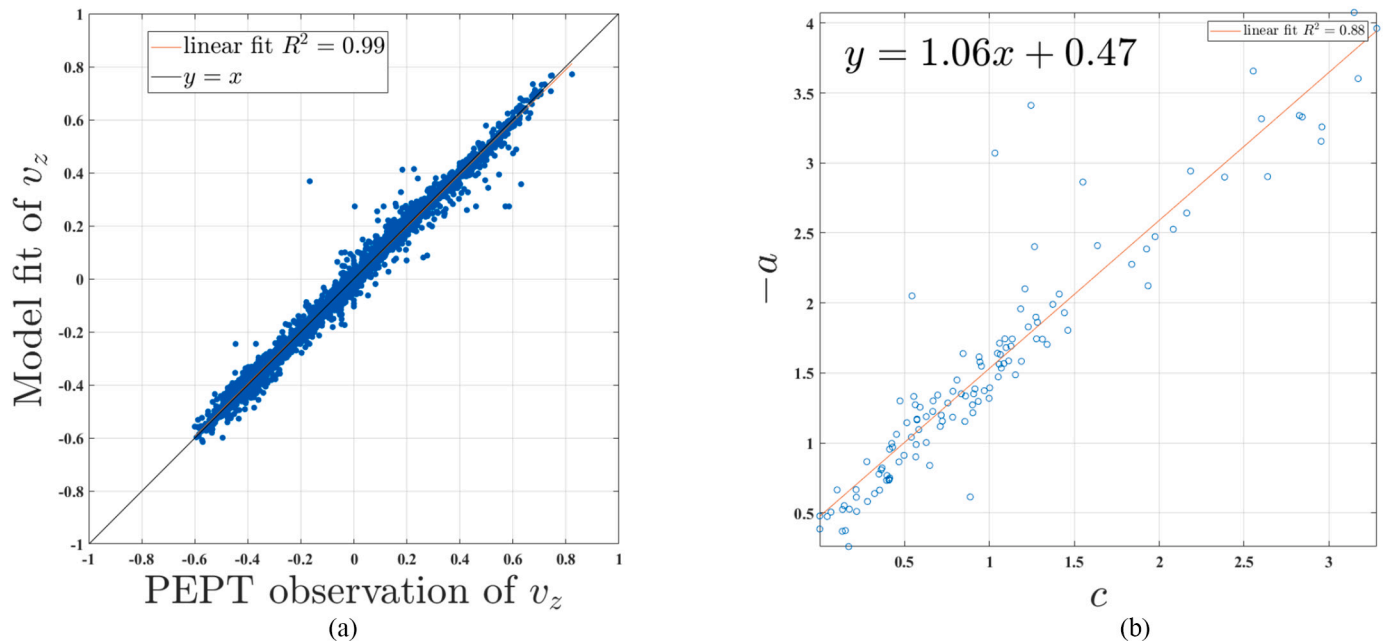 linear fit R² = 0.99
y = x
1
0.8
0.6
0.4
0.2
0
-0.2
-0.4
-0.6
-0.8
-1
Model fit of v_z
-1 -0.8 -0.6 -0.4 -0.2 0 0.2 0.4 0.6 0.8 1
PEPT observation of v_z
(a)
linear fit R² = 0.88
y = 1.06x + 0.47
4
3.5
3
2.5
2
1.5
1
0.5
−a
0.5 1 1.5 2 2.5 3
c
(b)